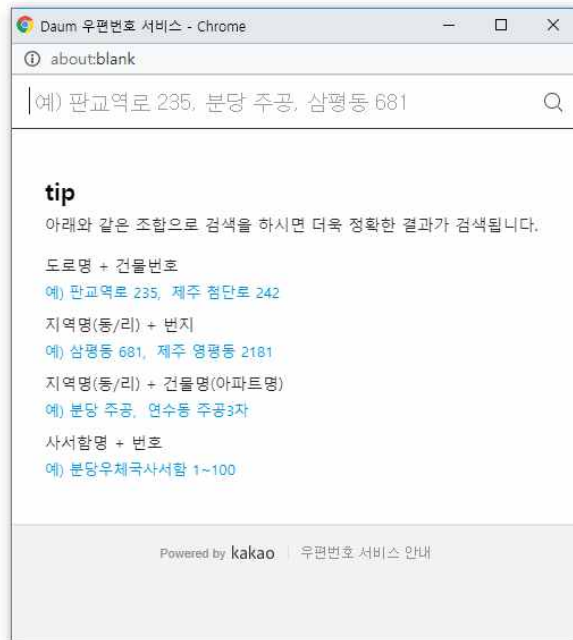 Daum 우편번호 서비스 - Chrome
about:blank
예) 판교역로 235, 분당 주공, 삼평동 681
tip
아래와 같은 조합으로 검색을 하시면 더욱 정확한 결과가 검색됩니다.
도로명 + 건물번호
예) 판교역로 235, 제주 첨단로 242
지역명(동/리) + 번지
예) 삼평동 681, 제주 영평동 2181
지역명(동/리) + 건물명(아파트명)
예) 분당 주공, 연수동 주공3차
사서함명 + 번호
예) 분당우체국사서함 1~100
Powered by kakao 우편번호 서비스 안내